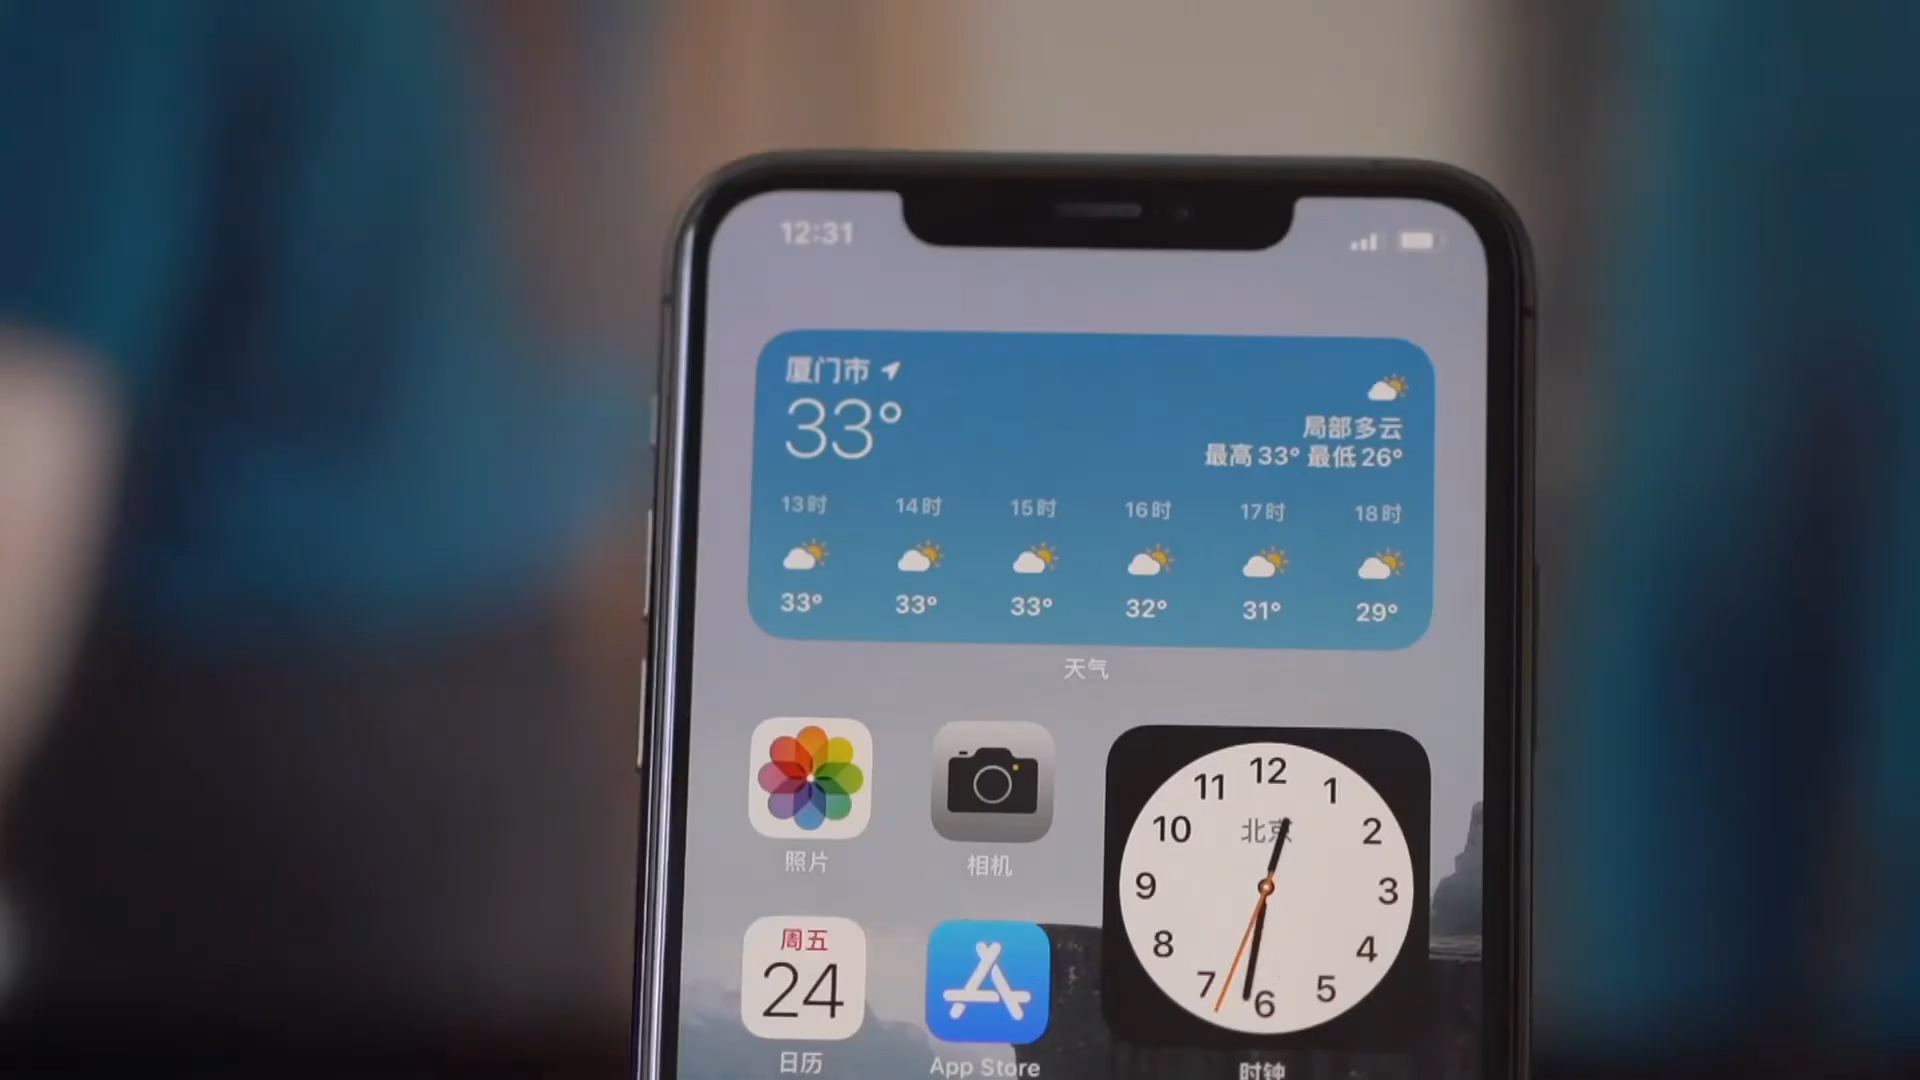 12:31
厦门市
33°
局部多云
最高33° 最低26°
13时 14时 15时 16时 17时 18时
33° 33° 33° 32° 31° 29°
天气
照片
相机
12
1
2
3
4
5
6
7
8
9
10
11
北京
周五
24
日历
App Store
时钟